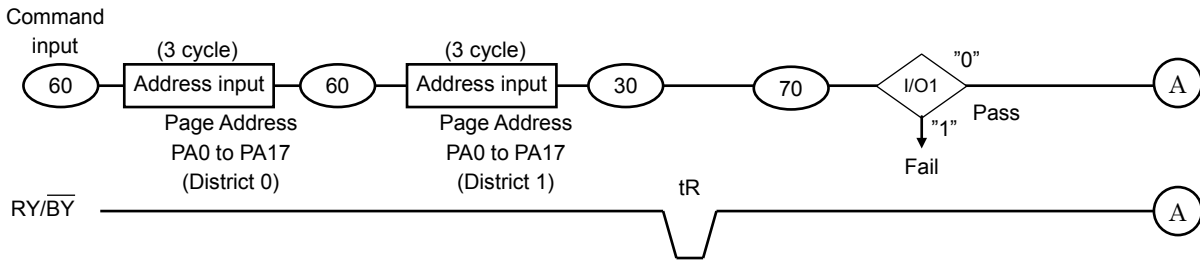 Command
input
(3 cycle)
(3 cycle)
60
Address input
60
Address input
30
70
I/O1
"0"
A
Page Address
PA0 to PA17
(District 0)
Page Address
PA0 to PA17
(District 1)
"1"
Pass
Fail
RY/BY
tR
A